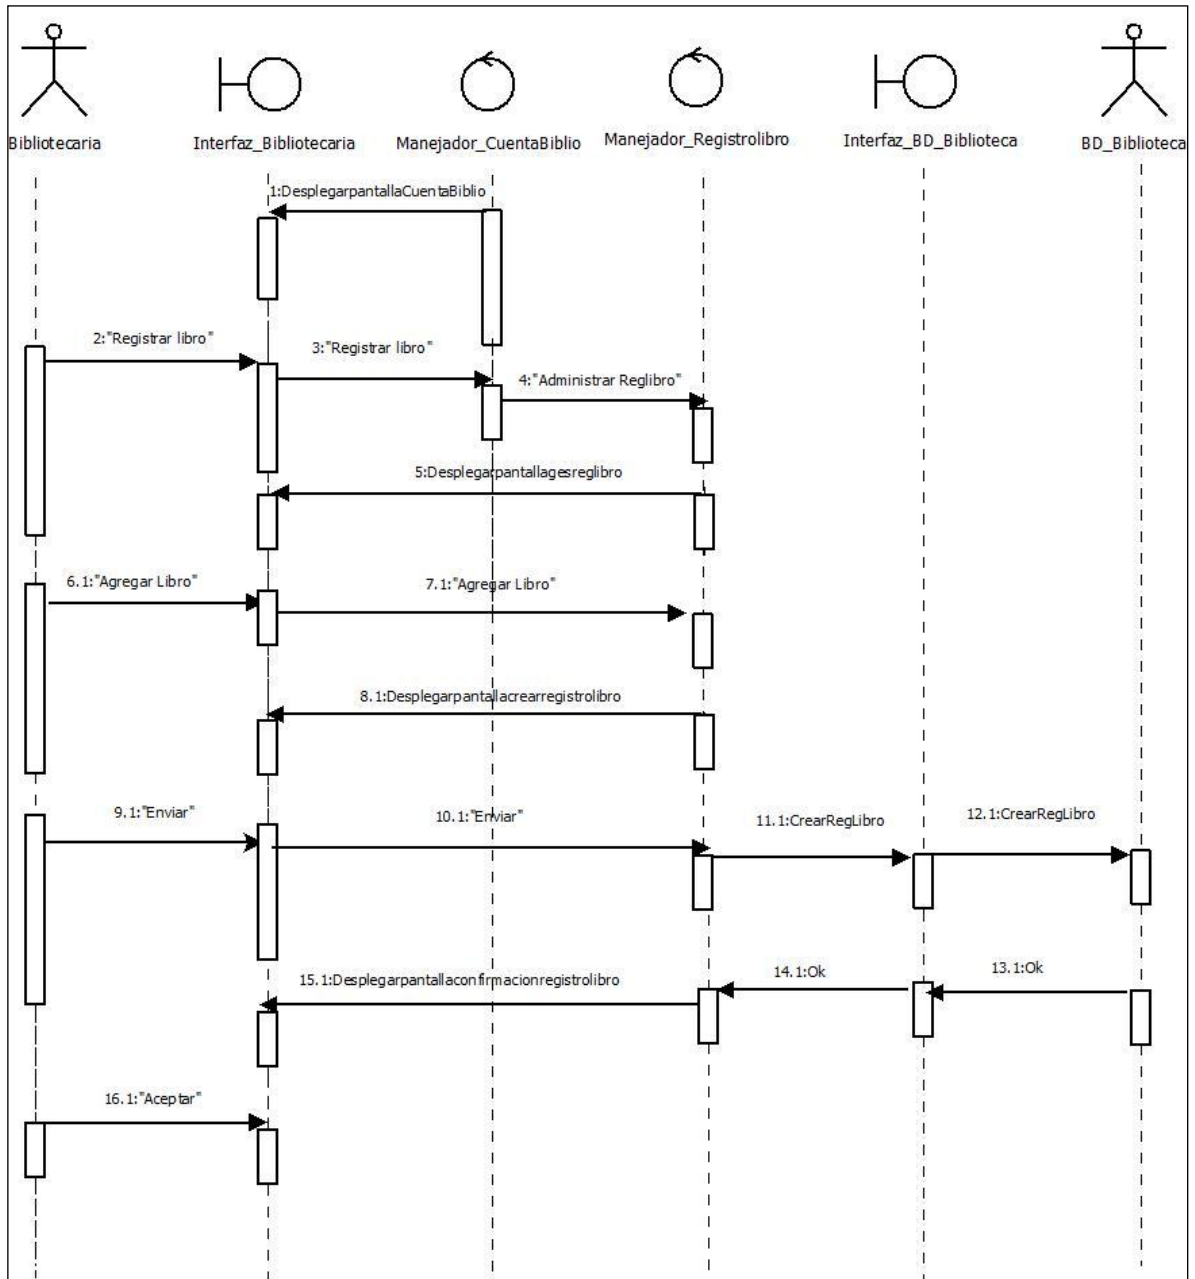 Bibliotecaria
Interfaz_Bibliotecaria
Manejador_CuentaBiblio
Manejador_Registrolibro
Interfaz_BD_Biblioteca
BD_Biblioteca
1:DesplegarpantallaCuentaBiblio
2:"Registrar libro"
3:"Registrar libro"
4:"Administrar Reglibro"
5:Desplegarpantallagesreglibro
6.1:"Agregar Libro"
7.1:"Agregar Libro"
8.1:Desplegarpantallacrearregistrolibro
9.1:"Enviar"
10.1:"Enviar"
11.1:CrearRegLibro
12.1:CrearRegLibro
13.1:Ok
14.1:Ok
15.1:Desplegarpantallaconfirmacionregistrolibro
16.1:"Aceptar"